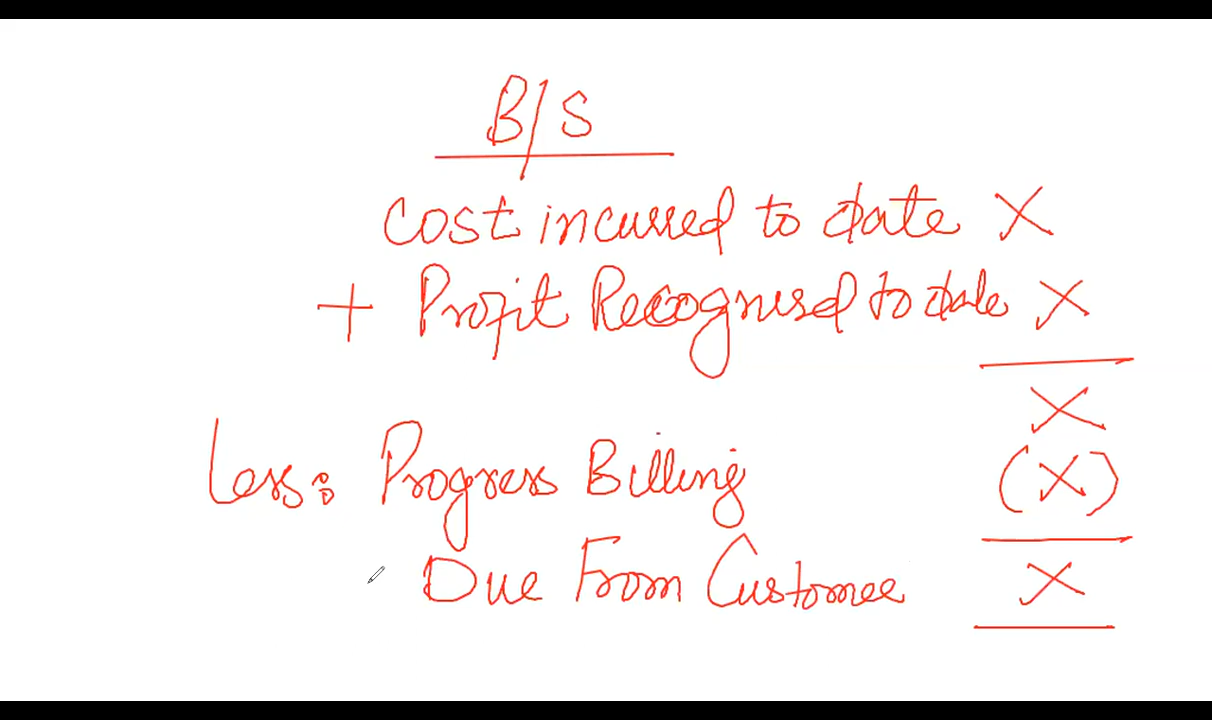 B/S
Cost incurred to date X
+ Profit Recognised to date X
X
Less: Progress Billing (X)
Due From Customer X